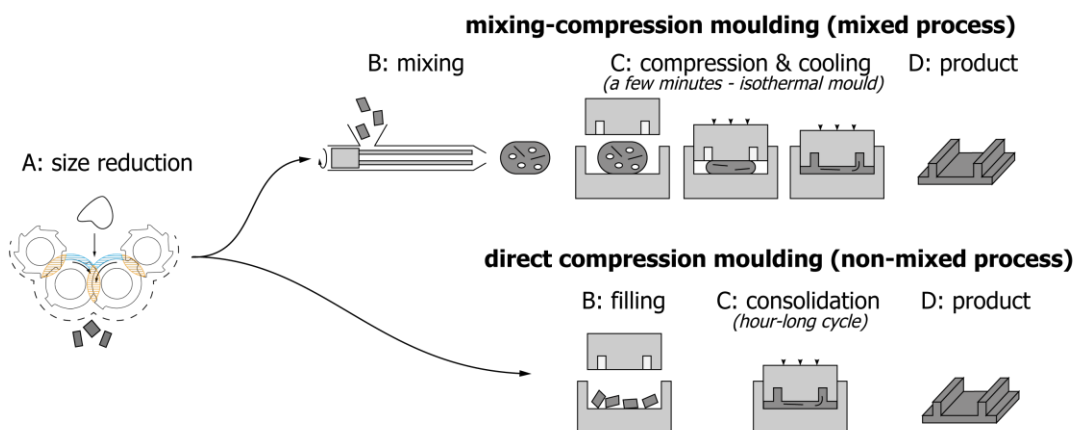 mixing-compression moulding (mixed process)
B: mixing
C: compression & cooling
(a few minutes - isothermal mould)
D: product
A: size reduction
direct compression moulding (non-mixed process)
B: filling
C: consolidation
(hour-long cycle)
D: product